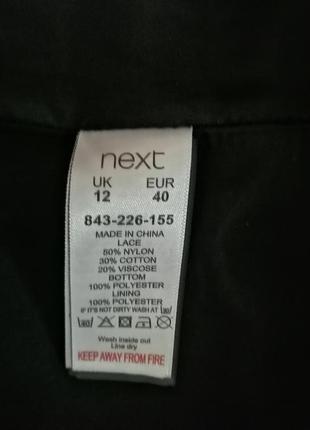 next
UK EUR
12 40
843-226-155
MADE IN CHINA
LACE
50% NYLON
30% COTTON
20% VISCOSE
BOTTOM
100% POLYESTER
LINING
100% POLYESTER
IF IT'S NOT DIRTY WASH AT
Wash inside out
Line dry
KEEP AWAY FROM FIRE